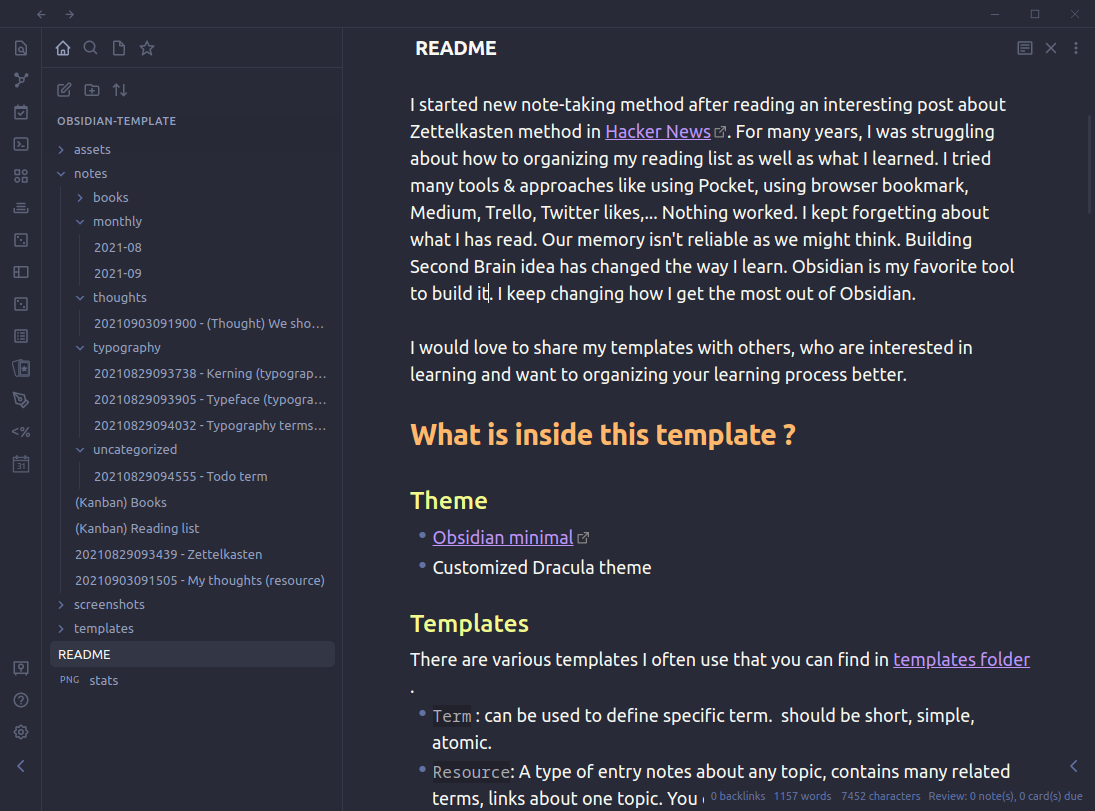 README
OBSIDIAN-TEMPLATE
assets
notes
books
monthly
2021-08
2021-09
thoughts
20210903091900 - (Thought) We sho...
typography
20210829093738 - Kerning (typograp...
20210829093905 - Typeface (typogra...
20210829094032 - Typography terms...
uncategorized
20210829094555 - Todo term
(Kanban) Books
(Kanban) Reading list
20210829093439 - Zettelkasten
20210903091505 - My thoughts (resource)
screenshots
templates
README
PNG stats
<%
31
I started new note-taking method after reading an interesting post about
Zettelkasten method in Hacker News. For many years, I was struggling
about how to organizing my reading list as well as what I learned. I tried
many tools & approaches like using Pocket, using browser bookmark,
Medium, Trello, Twitter likes,... Nothing worked. I kept forgetting about
what I has read. Our memory isn't reliable as we might think. Building
Second Brain idea has changed the way I learn. Obsidian is my favorite tool
to build it. I keep changing how I get the most out of Obsidian.
I would love to share my templates with others, who are interested in
learning and want to organizing your learning process better.
What is inside this template ?
Theme
• Obsidian minimal
• Customized Dracula theme
Templates
There are various templates I often use that you can find in templates folder
.
• Term : can be used to define specific term.  should be short, simple,
atomic.
• Resource: A type of entry notes about any topic, contains many related
terms, links about one topic. You
0 backlinks 1157 words 7452 characters Review: 0 note(s), 0 card(s) due